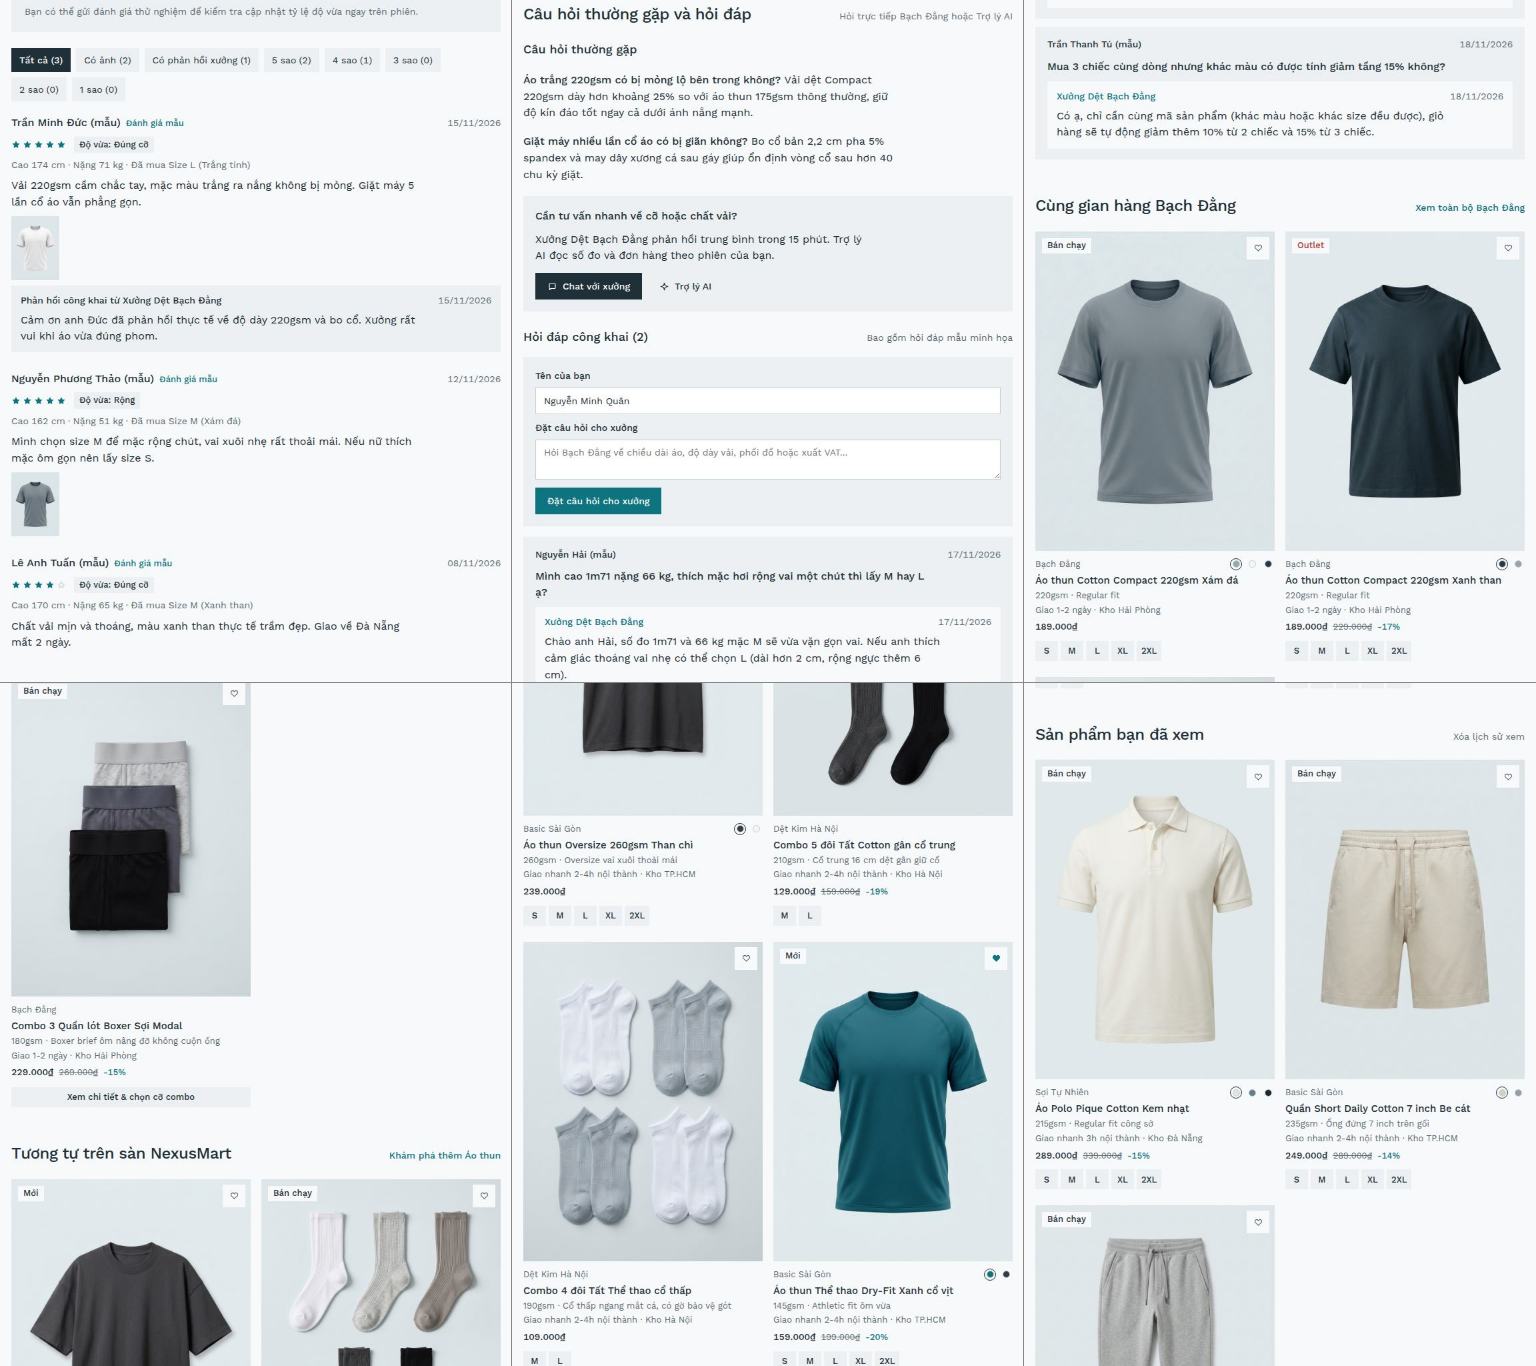 Bạn có thể gửi đánh giá thử nghiệm để kiểm tra cập nhật tỷ lệ độ vừa ngay trên phiên.
Tất cả (3)
Có ảnh (2)
Có phản hồi xưởng (1)
5 sao (2)
4 sao (1)
3 sao (0)
2 sao (0)
1 sao (0)
Trần Minh Đức (mẫu) Đánh giá mẫu
15/11/2026
Độ vừa: Đúng cỡ
Cao 174 cm · Nặng 71 kg · Đã mua Size L (Trắng tinh)
Vải 220gsm cầm chắc tay, mặc màu trắng ra nắng không bị mỏng. Giặt máy 5
lần cổ áo vẫn phẳng gọn.
Phản hồi công khai từ Xưởng Dệt Bạch Đằng
15/11/2026
Cảm ơn anh Đức đã phản hồi thực tế về độ dày 220gsm và bo cổ. Xưởng rất
vui khi áo vừa đúng phom.
Nguyễn Phương Thảo (mẫu) Đánh giá mẫu
12/11/2026
Độ vừa: Rộng
Cao 162 cm · Nặng 51 kg · Đã mua Size M (Xám đá)
Mình chọn size M để mặc rộng chút, vai xuôi nhẹ rất thoải mái. Nếu nữ thích
mặc ôm gọn nên lấy size S.
Lê Anh Tuấn (mẫu) Đánh giá mẫu
08/11/2026
Độ vừa: Đúng cỡ
Cao 170 cm · Nặng 65 kg · Đã mua Size M (Xanh than)
Chất vải mịn và thoáng, màu xanh than thực tế trầm đẹp. Giao về Đà Nẵng
mất 2 ngày.
Câu hỏi thường gặp và hỏi đáp
Hỏi trực tiếp Bạch Đằng hoặc Trợ lý AI
Câu hỏi thường gặp
Áo trắng 220gsm có bị mỏng lộ bên trong không? Vải dệt Compact
220gsm dày hơn khoảng 25% so với áo thun 175gsm thông thường, giữ
độ kín đáo tốt ngay cả dưới ánh nắng mạnh.
Giặt máy nhiều lần cổ áo có bị giãn không? Bo cổ bản 2,2 cm pha 5%
spandex và may dây xương cá sau gáy giúp ổn định vòng cổ sau hơn 40
chu kỳ giặt.
Cần tư vấn nhanh về cỡ hoặc chất vải?
Xưởng Dệt Bạch Đằng phản hồi trung bình trong 15 phút. Trợ lý
AI đọc số đo và đơn hàng theo phiên của bạn.
Chat với xưởng
Trợ lý AI
Hỏi đáp công khai (2)
Bao gồm hỏi đáp mẫu minh họa
Tên của bạn
Nguyễn Minh Quân
Đặt câu hỏi cho xưởng
Hỏi Bạch Đằng về chiều dài áo, độ dày vải, phối đồ hoặc xuất VAT...
Đặt câu hỏi cho xưởng
Nguyễn Hải (mẫu)
17/11/2026
Mình cao 1m71 nặng 66 kg, thích mặc hơi rộng vai một chút thì lấy M hay L
ạ?
Xưởng Dệt Bạch Đằng
17/11/2026
Chào anh Hải, số đo 1m71 và 66 kg mặc M sẽ vừa vặn gọn vai. Nếu anh thích
cảm giác thoáng vai nhẹ có thể chọn L (dài hơn 2 cm, rộng ngực thêm 6
cm).
Trần Thanh Tú (mẫu)
18/11/2026
Mua 3 chiếc cùng dòng nhưng khác màu có được tính giảm tầng 15% không?
Xưởng Dệt Bạch Đằng
18/11/2026
Có ạ, chỉ cần cùng mã sản phẩm (khác màu hoặc khác size đều được), giỏ
hàng sẽ tự động giảm thêm 10% từ 2 chiếc và 15% từ 3 chiếc.
Cùng gian hàng Bạch Đằng
Xem toàn bộ Bạch Đằng
Bán chạy
Outlet
Bạch Đằng
Áo thun Cotton Compact 220gsm Xám đá
220gsm · Regular fit
Giao 1-2 ngày · Kho Hải Phòng
189.000₫
S M L XL 2XL
Bạch Đằng
Áo thun Cotton Compact 220gsm Xanh than
220gsm · Regular fit
Giao 1-2 ngày · Kho Hải Phòng
189.000₫ 229.000₫ -17%
S M L XL 2XL
Bán chạy
Bạch Đằng
Combo 3 Quần lót Boxer Sợi Modal
180gsm · Boxer brief ôm nâng đỡ không cuộn ống
Giao 1-2 ngày · Kho Hải Phòng
229.000₫ 269.000₫ -15%
Xem chi tiết & chọn cỡ combo
Tương tự trên sàn NexusMart
Khám phá thêm Áo thun
Mới
Bán chạy
Basic Sài Gòn
Áo thun Oversize 260gsm Than chì
260gsm · Oversize vai xuôi thoải mái
Giao nhanh 2-4h nội thành · Kho TP.HCM
239.000₫
S M L XL 2XL
Dệt Kim Hà Nội
Combo 5 đôi Tất Cotton gân cổ trung
210gsm · Cổ trung 16 cm dệt gân giữ cổ
Giao nhanh 2-4h nội thành · Kho Hà Nội
129.000₫ 159.000₫ -19%
M L
Mới
Dệt Kim Hà Nội
Combo 4 đôi Tất Thể thao cổ thấp
190gsm · Cổ thấp ngang mắt cá, có gờ bảo vệ gót
Giao nhanh 2-4h nội thành · Kho Hà Nội
109.000₫
M L
Basic Sài Gòn
Áo thun Thể thao Dry-Fit Xanh cổ vịt
145gsm · Athletic fit ôm vừa
Giao nhanh 2-4h nội thành · Kho TP.HCM
159.000₫ 199.000₫ -20%
S M L XL 2XL
Sản phẩm bạn đã xem
Xóa lịch sử xem
Bán chạy
Bán chạy
Sợi Tự Nhiên
Áo Polo Pique Cotton Kem nhạt
215gsm · Regular fit công sở
Giao nhanh 3h nội thành · Kho Đà Nẵng
289.000₫ 339.000₫ -15%
S M L XL 2XL
Basic Sài Gòn
Quần Short Daily Cotton 7 inch Be cát
235gsm · Ống đứng 7 inch trên gối
Giao nhanh 2-4h nội thành · Kho TP.HCM
249.000₫ 289.000₫ -14%
S M L XL 2XL
Bán chạy